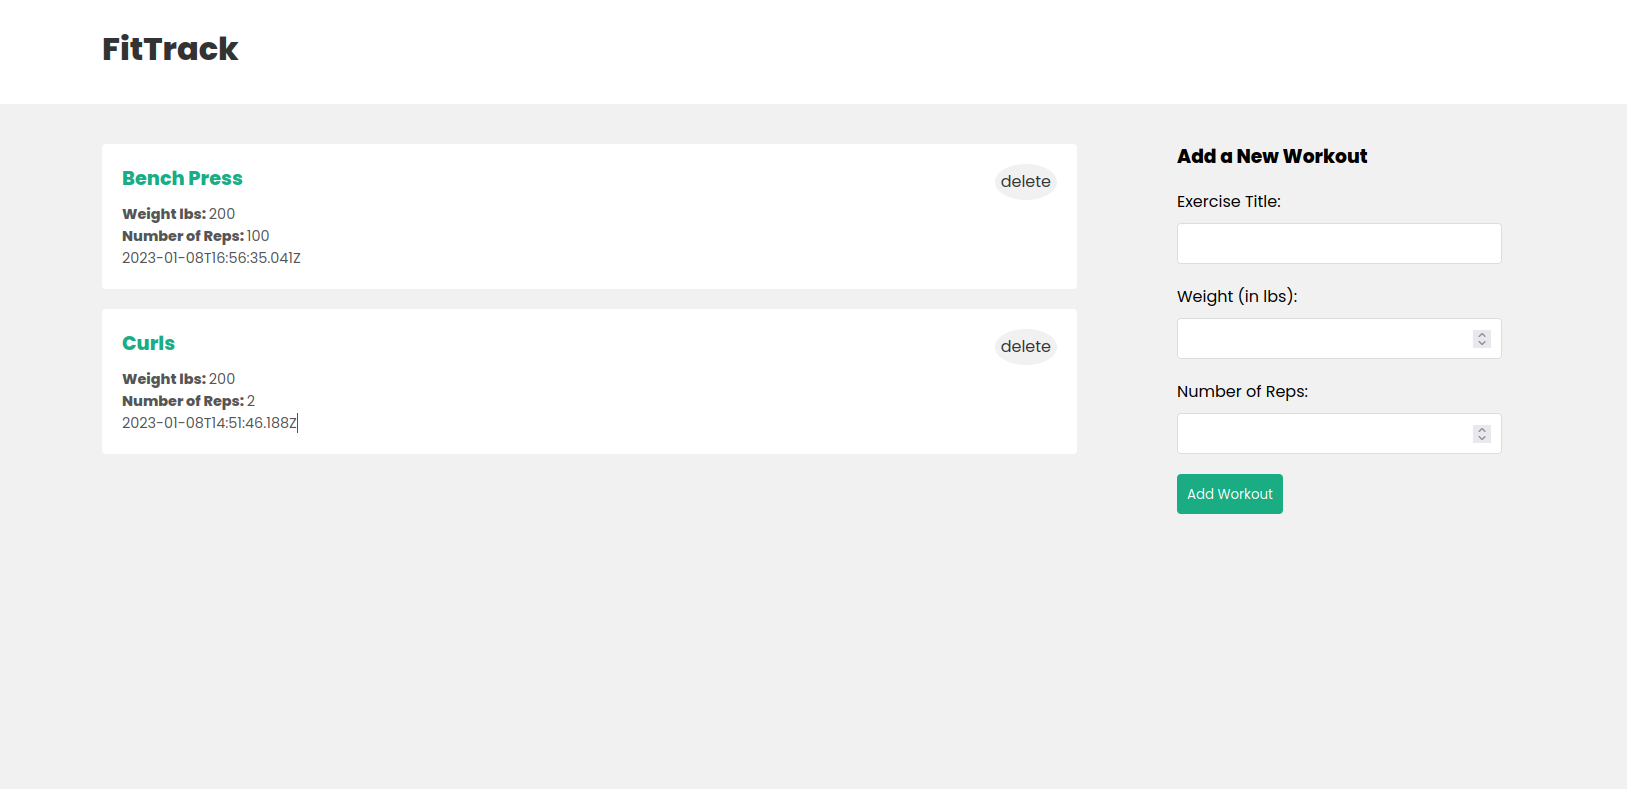 FitTrack
Bench Press
delete
Weight lbs: 200
Number of Reps: 100
2023-01-08T16:56:35.041Z
Curls
delete
Weight lbs: 200
Number of Reps: 2
2023-01-08T14:51:46.188Z
Add a New Workout
Exercise Title:
Weight (in lbs):
Number of Reps:
Add Workout